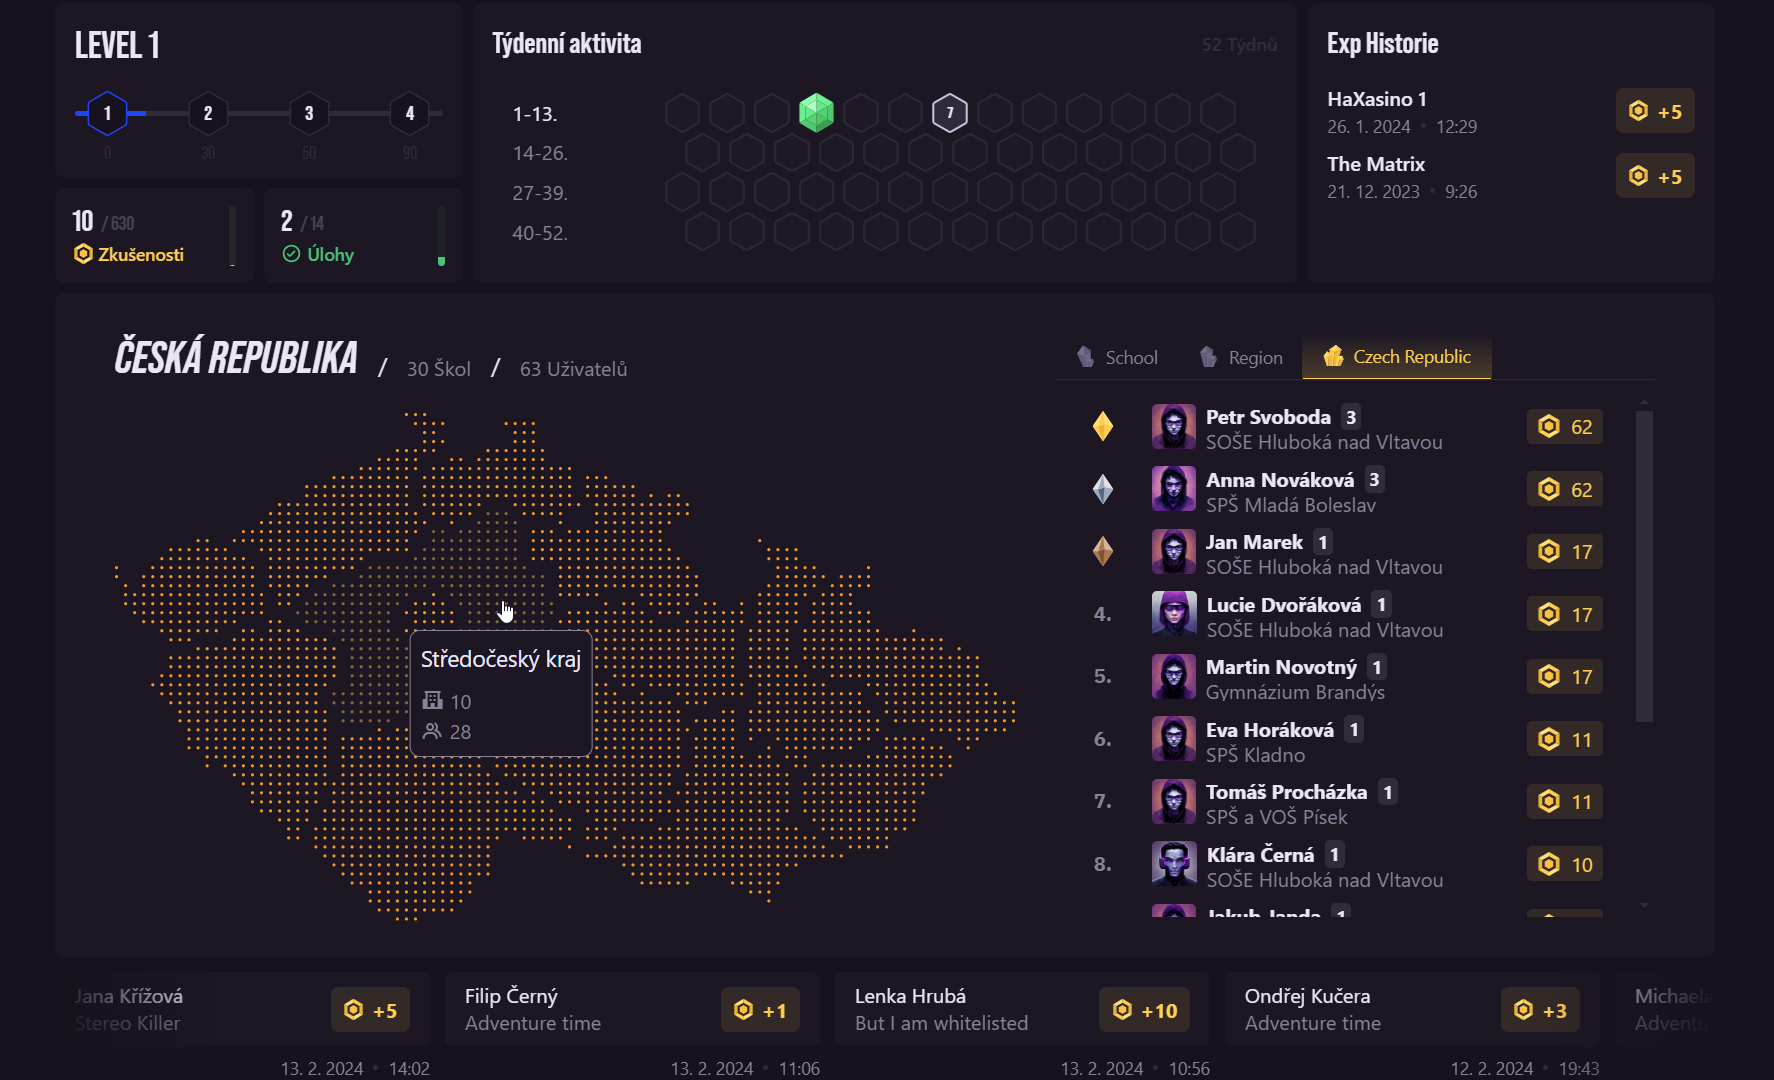 LEVEL 1
1
2
3
4
0
30
50
90
10 / 630
Zkušenosti
2 / 14
Úlohy
Týdenní aktivita
52 Týdnů
1-13.
7
14-26.
27-39.
40-52.
Exp Historie
HaXasino 1
26. 1. 2024 • 12:29
+5
The Matrix
21. 12. 2023 • 9:26
+5
ČESKÁ REPUBLIKA / 30 Škol / 63 Uživatelů
Středočeský kraj
10
28
School
Region
Czech Republic
Petr Svoboda 3
SOŠE Hluboká nad Vltavou
62
Anna Nováková 3
SPŠ Mladá Boleslav
62
Jan Marek 1
SOŠE Hluboká nad Vltavou
17
4.
Lucie Dvořáková 1
SOŠE Hluboká nad Vltavou
17
5.
Martin Novotný 1
Gymnázium Brandýs
17
6.
Eva Horáková 1
SPŠ Kladno
11
7.
Tomáš Procházka 1
SPŠ a VOŠ Písek
11
8.
Klára Černá 1
SOŠE Hluboká nad Vltavou
10
Jakub Janda 1
Jana Křížová
Stereo Killer
+5
13. 2. 2024 • 14:02
Filip Černý
Adventure time
+1
13. 2. 2024 • 11:06
Lenka Hrubá
But I am whitelisted
+10
13. 2. 2024 • 10:56
Ondřej Kučera
Adventure time
+3
12. 2. 2024 • 19:43
Michaela